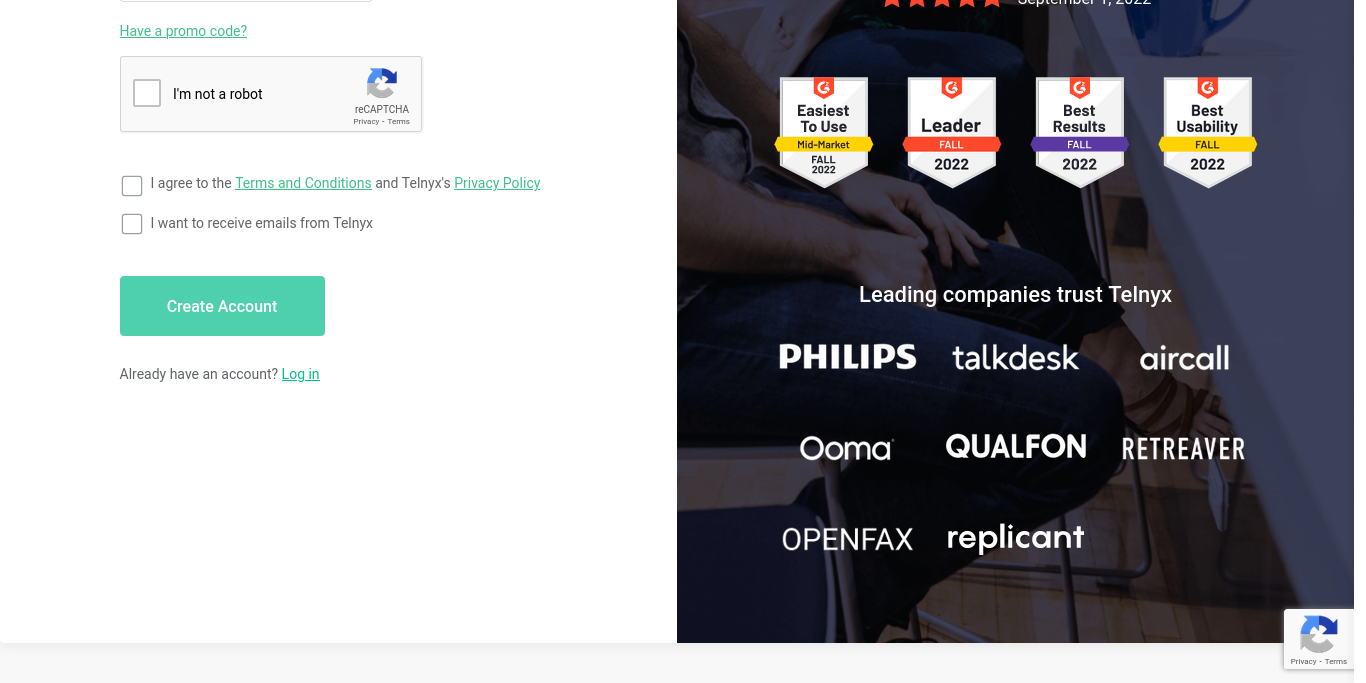 Have a promo code?
I'm not a robot
reCAPTCHA
Privacy - Terms
I agree to the Terms and Conditions and Telnyx's Privacy Policy
I want to receive emails from Telnyx
Create Account
Already have an account? Log in
September 1, 2022
Easiest
To Use
Mid-Market
FALL
2022
Leader
FALL
2022
Best
Results
FALL
2022
Best
Usability
FALL
2022
Leading companies trust Telnyx
PHILIPS talkdesk aircall
Ooma QUALFON RETREAVER
OPENFAX replicant
Privacy - Terms